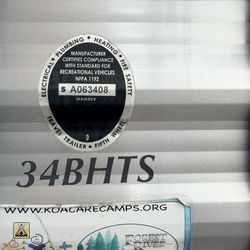 ELECTRICAL • PLUMBING • HEATING • FIRE SAFETY
MANUFACTURER
CERTIFIES COMPLIANCE
WITH STANDARD FOR
RECREATIONAL VEHICLES
NFPA 1192
S A063408
MEMBER
TRAVEL TRAILER • FIFTH WHEEL
34BHTS
WWW.KOACARECAMPS.ORG
FOREST
RIVER